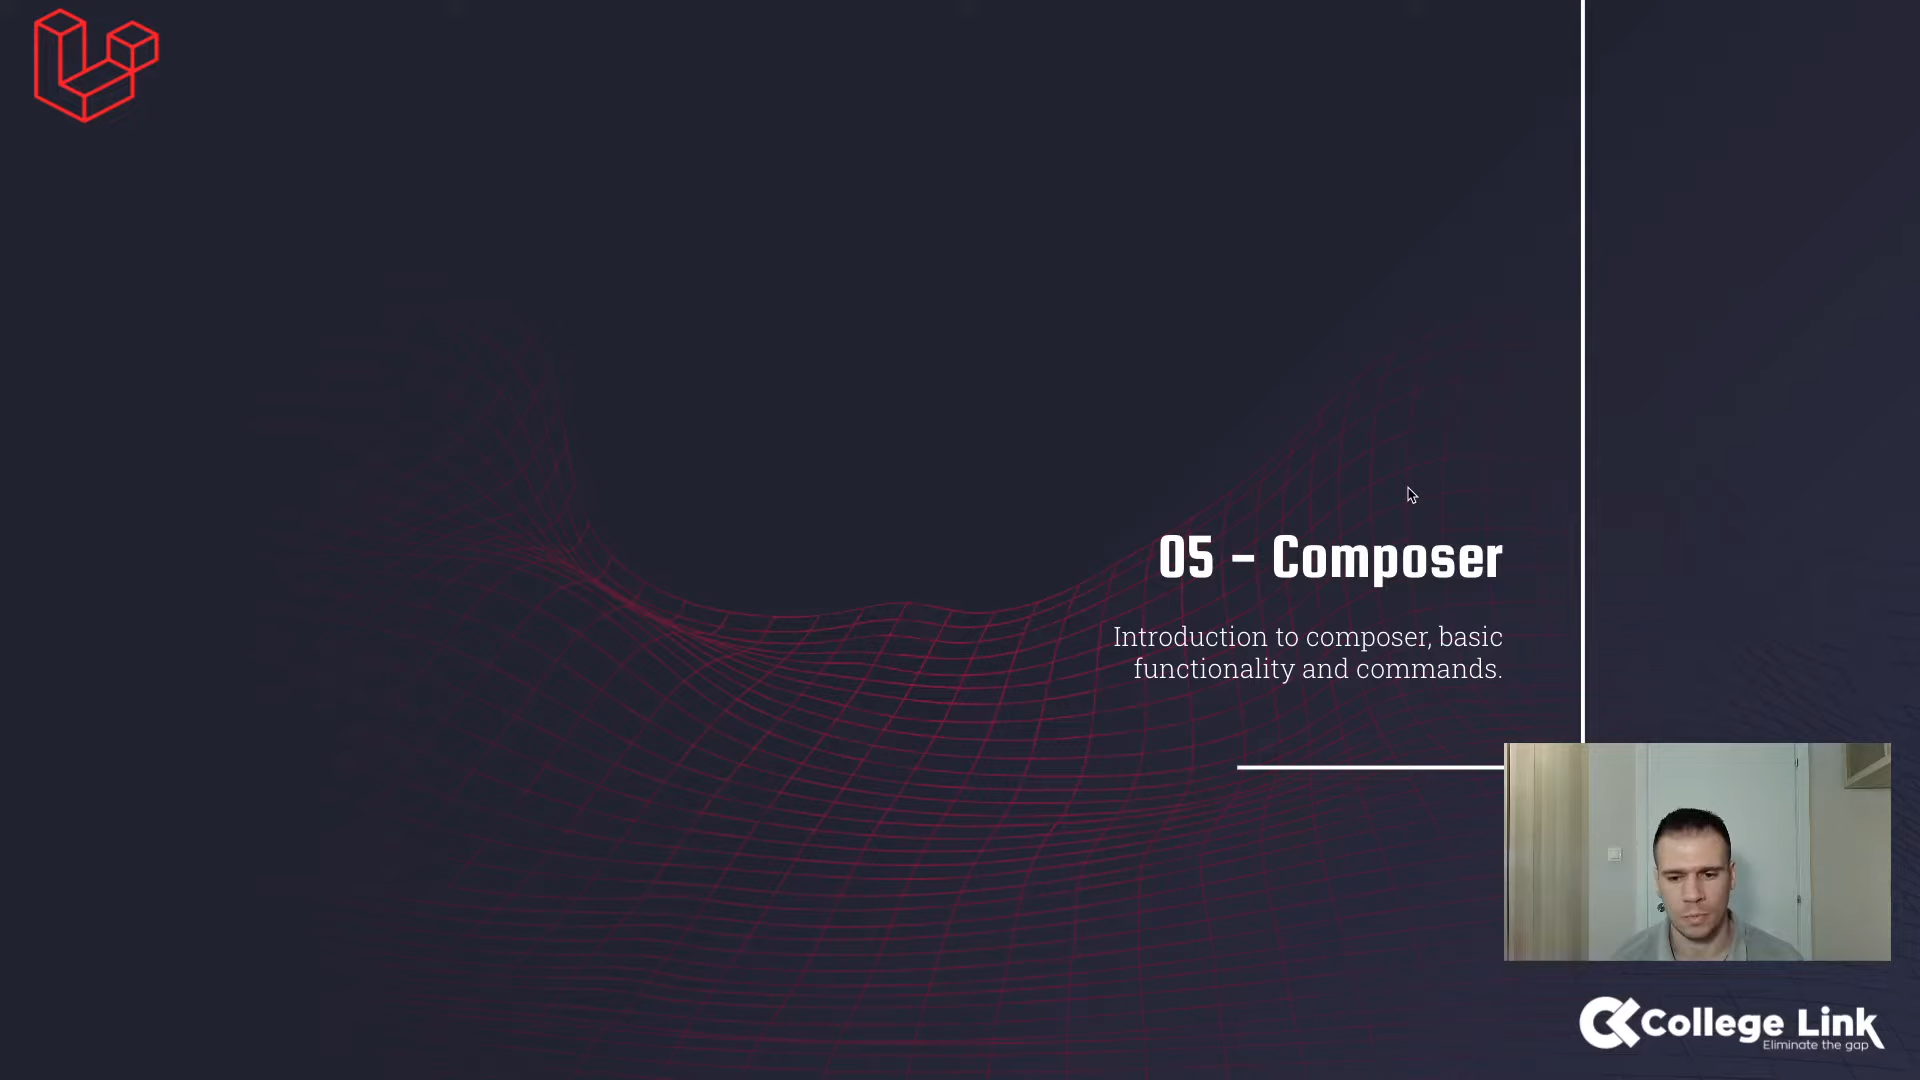 05 – Composer
Introduction to composer, basic
functionality and commands.
College Link
Eliminate the gap